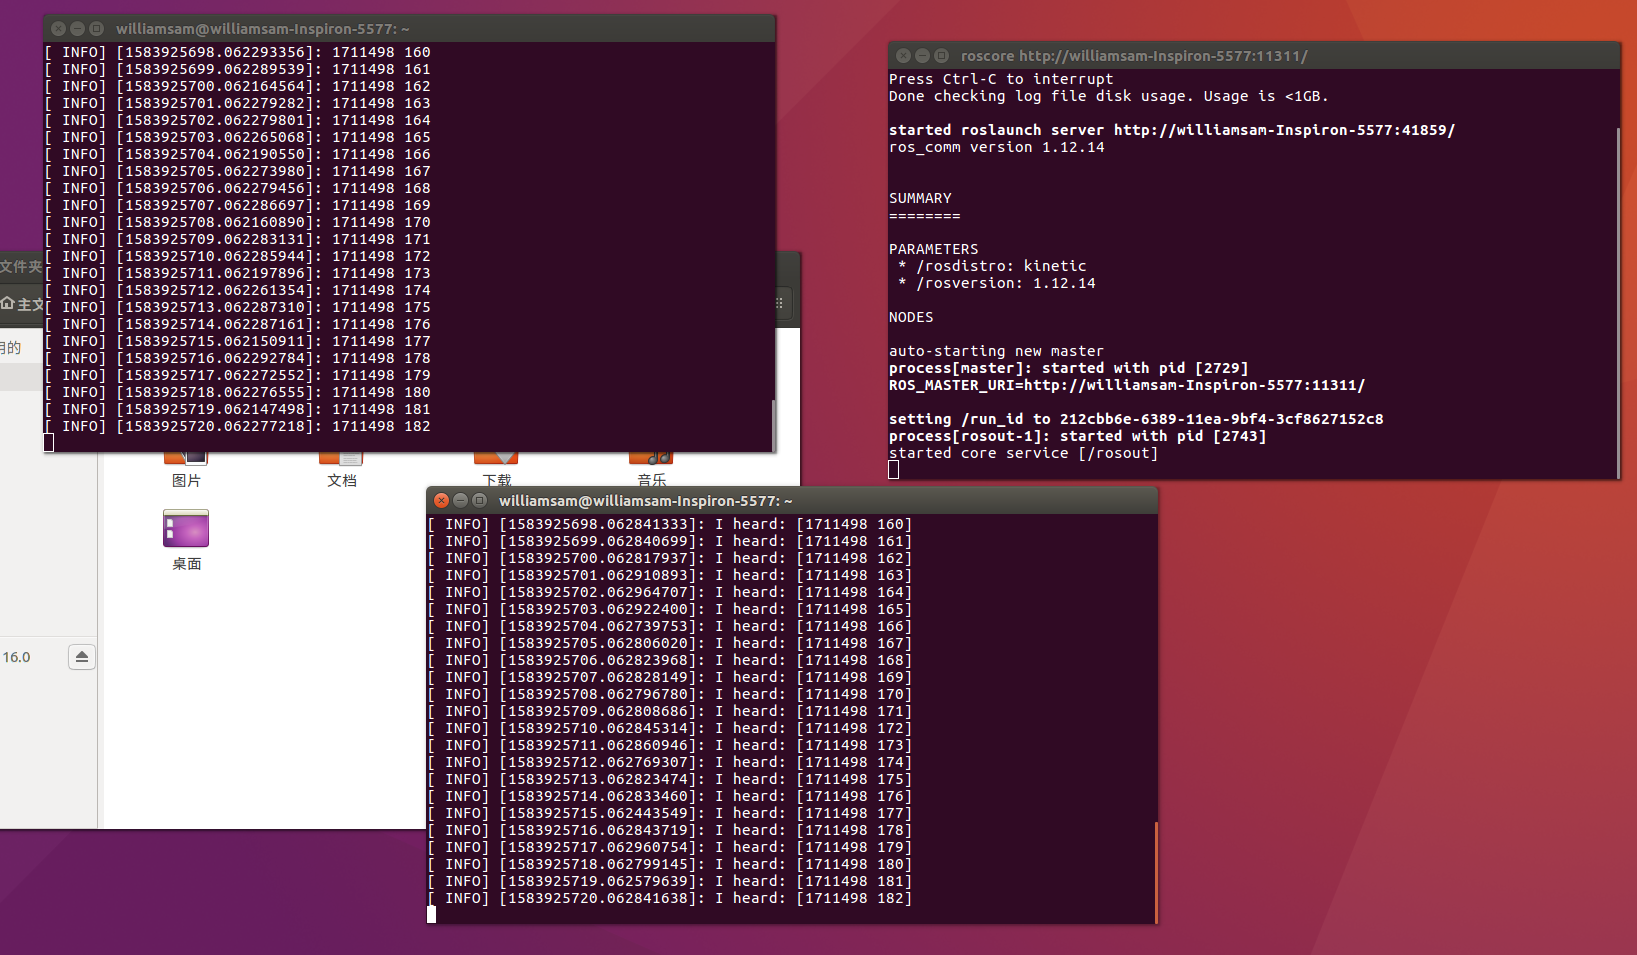 williamsam@williamsam-Inspiron-5577: ~
[ INFO] [1583925698.062293356]: 1711498 160
[ INFO] [1583925699.062289539]: 1711498 161
[ INFO] [1583925700.062164564]: 1711498 162
[ INFO] [1583925701.062279282]: 1711498 163
[ INFO] [1583925702.062279801]: 1711498 164
[ INFO] [1583925703.062265068]: 1711498 165
[ INFO] [1583925704.062190550]: 1711498 166
[ INFO] [1583925705.062273980]: 1711498 167
[ INFO] [1583925706.062279456]: 1711498 168
[ INFO] [1583925707.062286697]: 1711498 169
[ INFO] [1583925708.062160890]: 1711498 170
[ INFO] [1583925709.062283131]: 1711498 171
[ INFO] [1583925710.062285944]: 1711498 172
[ INFO] [1583925711.062197896]: 1711498 173
[ INFO] [1583925712.062261354]: 1711498 174
[ INFO] [1583925713.062287310]: 1711498 175
[ INFO] [1583925714.062287161]: 1711498 176
[ INFO] [1583925715.062150911]: 1711498 177
[ INFO] [1583925716.062292784]: 1711498 178
[ INFO] [1583925717.062272552]: 1711498 179
[ INFO] [1583925718.062276555]: 1711498 180
[ INFO] [1583925719.062147498]: 1711498 181
[ INFO] [1583925720.062277218]: 1711498 182
roscore http://williamsam-Inspiron-5577:11311/
Press Ctrl-C to interrupt
Done checking log file disk usage. Usage is <1GB.
started roslaunch server http://williamsam-Inspiron-5577:41859/
ros_comm version 1.12.14
SUMMARY
========
PARAMETERS
* /rosdistro: kinetic
* /rosversion: 1.12.14
NODES
auto-starting new master
process[master]: started with pid [2729]
ROS_MASTER_URI=http://williamsam-Inspiron-5577:11311/
setting /run_id to 212cbb6e-6389-11ea-9bf4-3cf8627152c8
process[rosout-1]: started with pid [2743]
started core service [/rosout]
文件夹
主文
用的
图片
文档
下载
音乐
桌面
16.0
williamsam@williamsam-Inspiron-5577: ~
[ INFO] [1583925698.062841333]: I heard: [1711498 160]
[ INFO] [1583925699.062840699]: I heard: [1711498 161]
[ INFO] [1583925700.062817937]: I heard: [1711498 162]
[ INFO] [1583925701.062910893]: I heard: [1711498 163]
[ INFO] [1583925702.062964707]: I heard: [1711498 164]
[ INFO] [1583925703.062922400]: I heard: [1711498 165]
[ INFO] [1583925704.062739753]: I heard: [1711498 166]
[ INFO] [1583925705.062806020]: I heard: [1711498 167]
[ INFO] [1583925706.062823968]: I heard: [1711498 168]
[ INFO] [1583925707.062828149]: I heard: [1711498 169]
[ INFO] [1583925708.062796780]: I heard: [1711498 170]
[ INFO] [1583925709.062808686]: I heard: [1711498 171]
[ INFO] [1583925710.062845314]: I heard: [1711498 172]
[ INFO] [1583925711.062860946]: I heard: [1711498 173]
[ INFO] [1583925712.062769307]: I heard: [1711498 174]
[ INFO] [1583925713.062823474]: I heard: [1711498 175]
[ INFO] [1583925714.062833460]: I heard: [1711498 176]
[ INFO] [1583925715.062443549]: I heard: [1711498 177]
[ INFO] [1583925716.062843719]: I heard: [1711498 178]
[ INFO] [1583925717.062960754]: I heard: [1711498 179]
[ INFO] [1583925718.062799145]: I heard: [1711498 180]
[ INFO] [1583925719.062579639]: I heard: [1711498 181]
[ INFO] [1583925720.062841638]: I heard: [1711498 182]